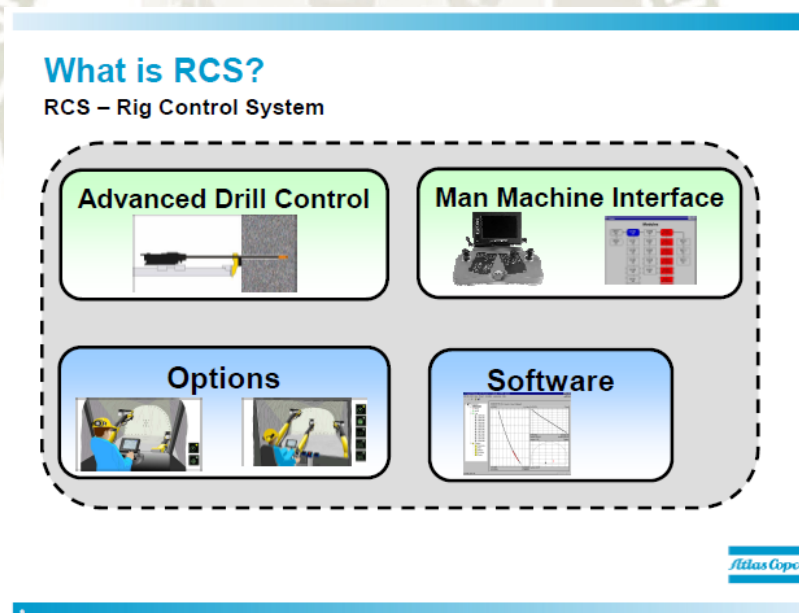 What is RCS?
RCS – Rig Control System
Advanced Drill Control
Man Machine Interface
Options
Software
Atlas Copco